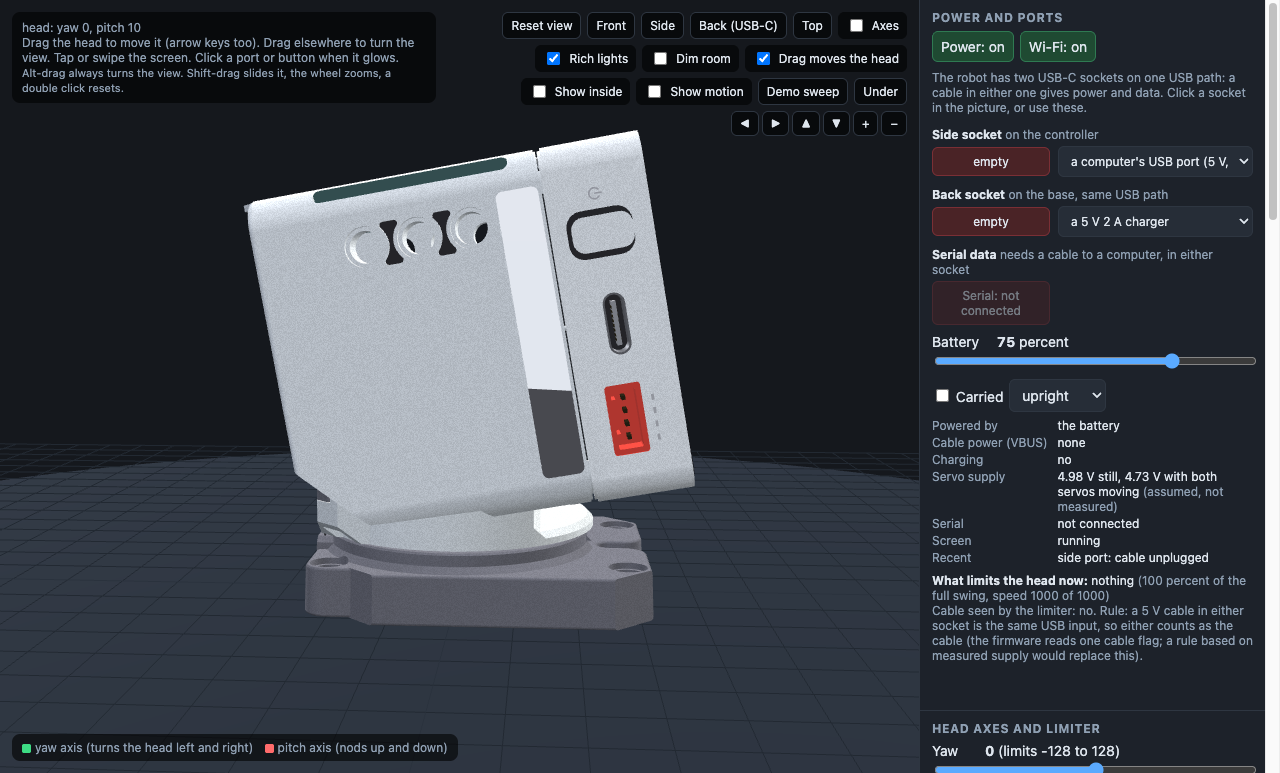 head: yaw 0, pitch 10
Drag the head to move it (arrow keys too). Drag elsewhere to turn the
view. Tap or swipe the screen. Click a port or button when it glows.
Alt-drag always turns the view. Shift-drag slides it, the wheel zooms, a
double click resets.
Reset view Front Side Back (USB-C) Top Axes
Rich lights Dim room Drag moves the head
Show inside Show motion Demo sweep Under
◄ ► ▲ ▼ + −
yaw axis (turns the head left and right) pitch axis (nods up and down)
POWER AND PORTS
Power: on Wi-Fi: on
The robot has two USB-C sockets on one USB path: a
cable in either one gives power and data. Click a socket
in the picture, or use these.
Side socket on the controller
empty a computer's USB port (5 V,
Back socket on the base, same USB path
empty a 5 V 2 A charger
Serial data needs a cable to a computer, in either
socket
Serial: not
connected
Battery 75 percent
Carried upright
Powered by the battery
Cable power (VBUS) none
Charging no
Servo supply 4.98 V still, 4.73 V with both
servos moving (assumed, not
measured)
Serial not connected
Screen running
Recent side port: cable unplugged
What limits the head now: nothing (100 percent of the
full swing, speed 1000 of 1000)
Cable seen by the limiter: no. Rule: a 5 V cable in either
socket is the same USB input, so either counts as the
cable (the firmware reads one cable flag; a rule based on
measured supply would replace this).
HEAD AXES AND LIMITER
Yaw 0 (limits -128 to 128)